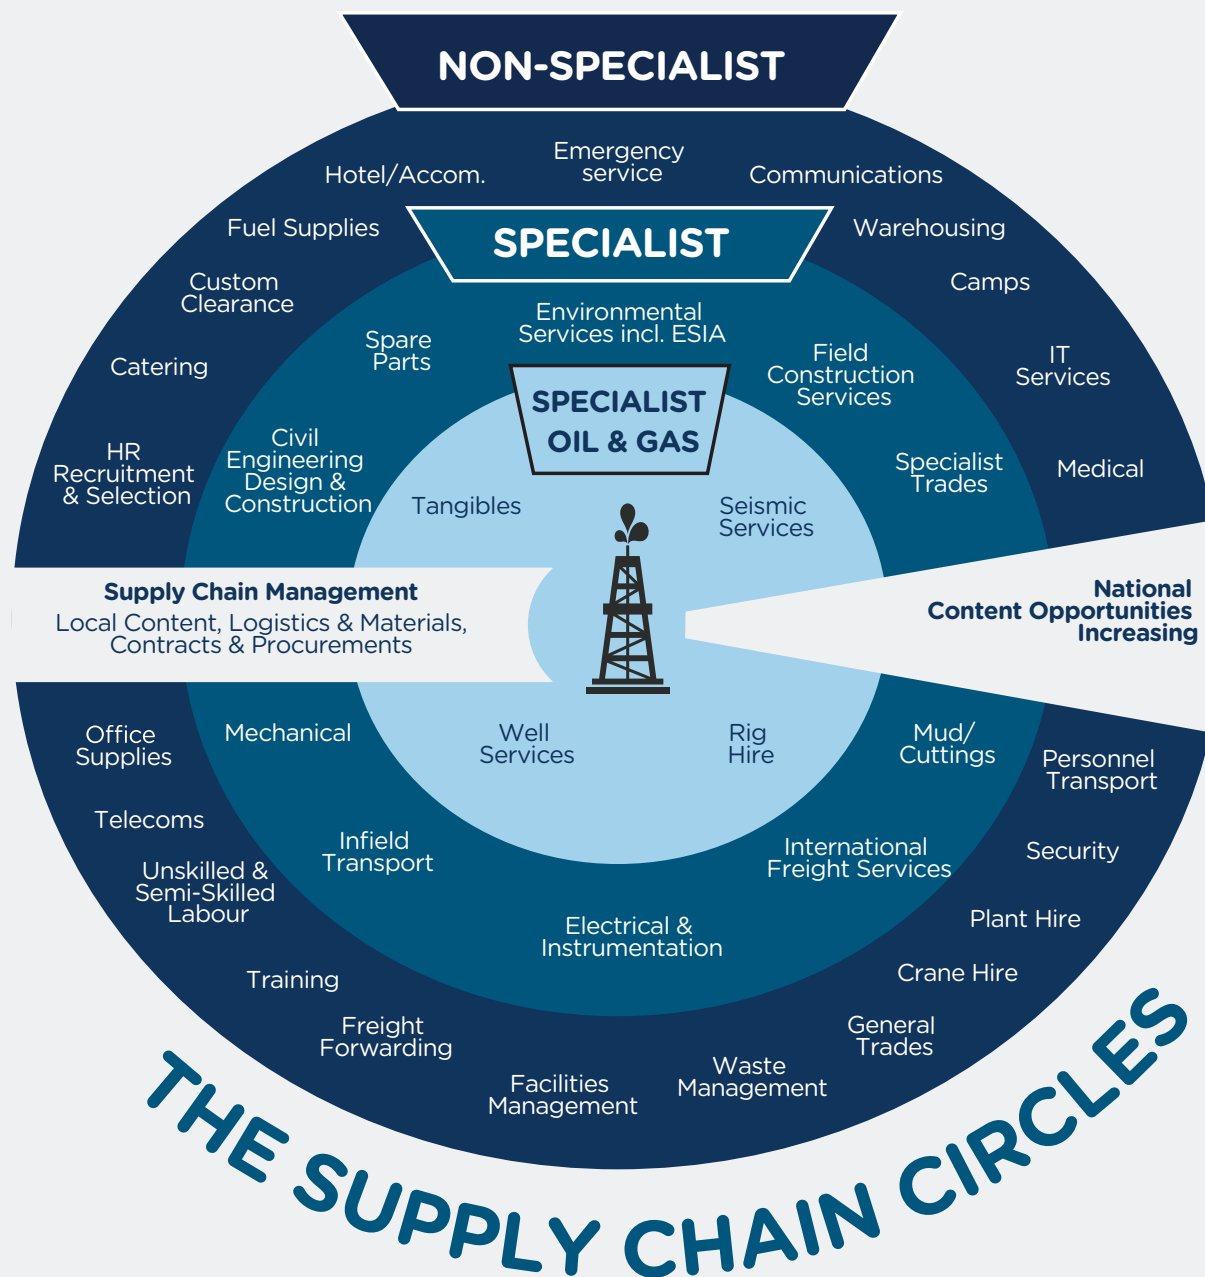 NON-SPECIALIST
Emergency
service
Hotel/Accom.
Communications
Fuel Supplies
Warehousing
SPECIALIST
Custom
Clearance
Camps
Environmental
Services incl. ESIA
Spare
Parts
Field
Construction
Services
IT
Services
Catering
SPECIALIST
OIL & GAS
HR
Recruitment
& Selection
Civil
Engineering
Design &
Construction
Specialist
Trades
Medical
Tangibles
Seismic
Services
Supply Chain Management
Local Content, Logistics & Materials,
Contracts & Procurements
National
Content Opportunities
Increasing
Office
Supplies
Mechanical
Well
Services
Rig
Hire
Mud/
Cuttings
Personnel
Transport
Telecoms
Infield
Transport
International
Freight Services
Security
Unskilled &
Semi-Skilled
Labour
Electrical &
Instrumentation
Plant Hire
Training
Crane Hire
Freight
Forwarding
General
Trades
Facilities
Management
Waste
Management
THE SUPPLY CHAIN CIRCLES